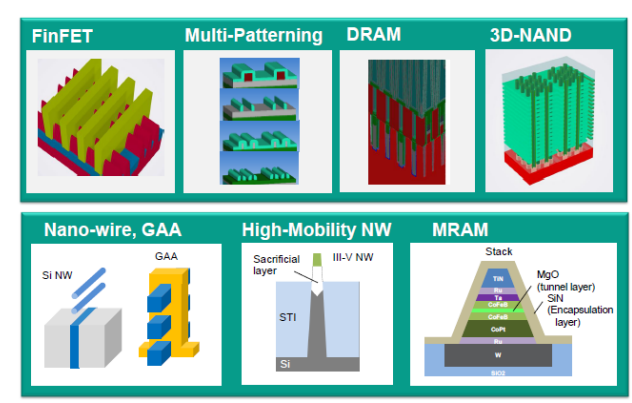 FinFET
Multi-Patterning
DRAM
3D-NAND
Nano-wire, GAA
High-Mobility NW
MRAM
Si NW
GAA
Sacrificial
layer
III-V NW
STI
Si
Stack
TiN
Ru
Ta
CoFeB
CoFeB
CoPt
Ru
W
SiO2
MgO
(tunnel layer)
SiN
(Encapsulation
layer)